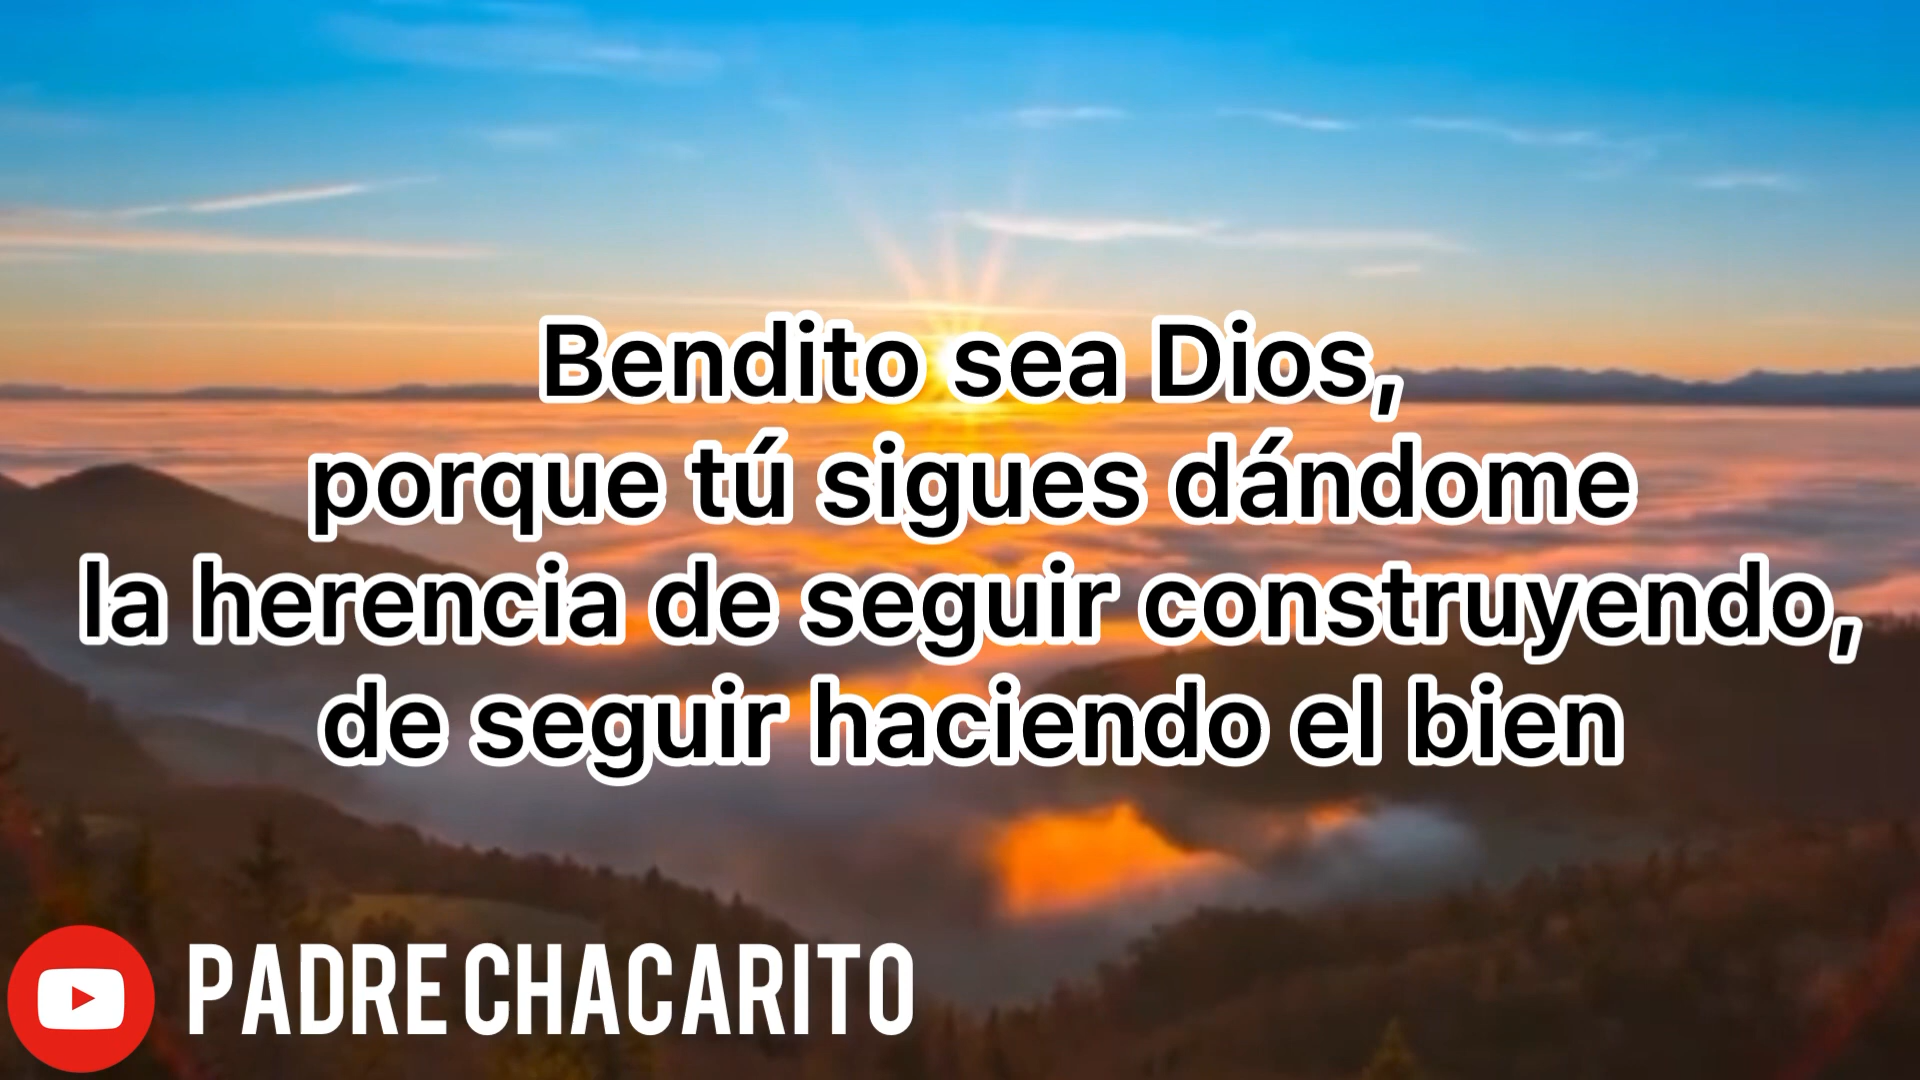 Bendito sea Dios,
porque tú sigues dándome
la herencia de seguir construyendo,
de seguir haciendo el bien
PADRE CHACARITO